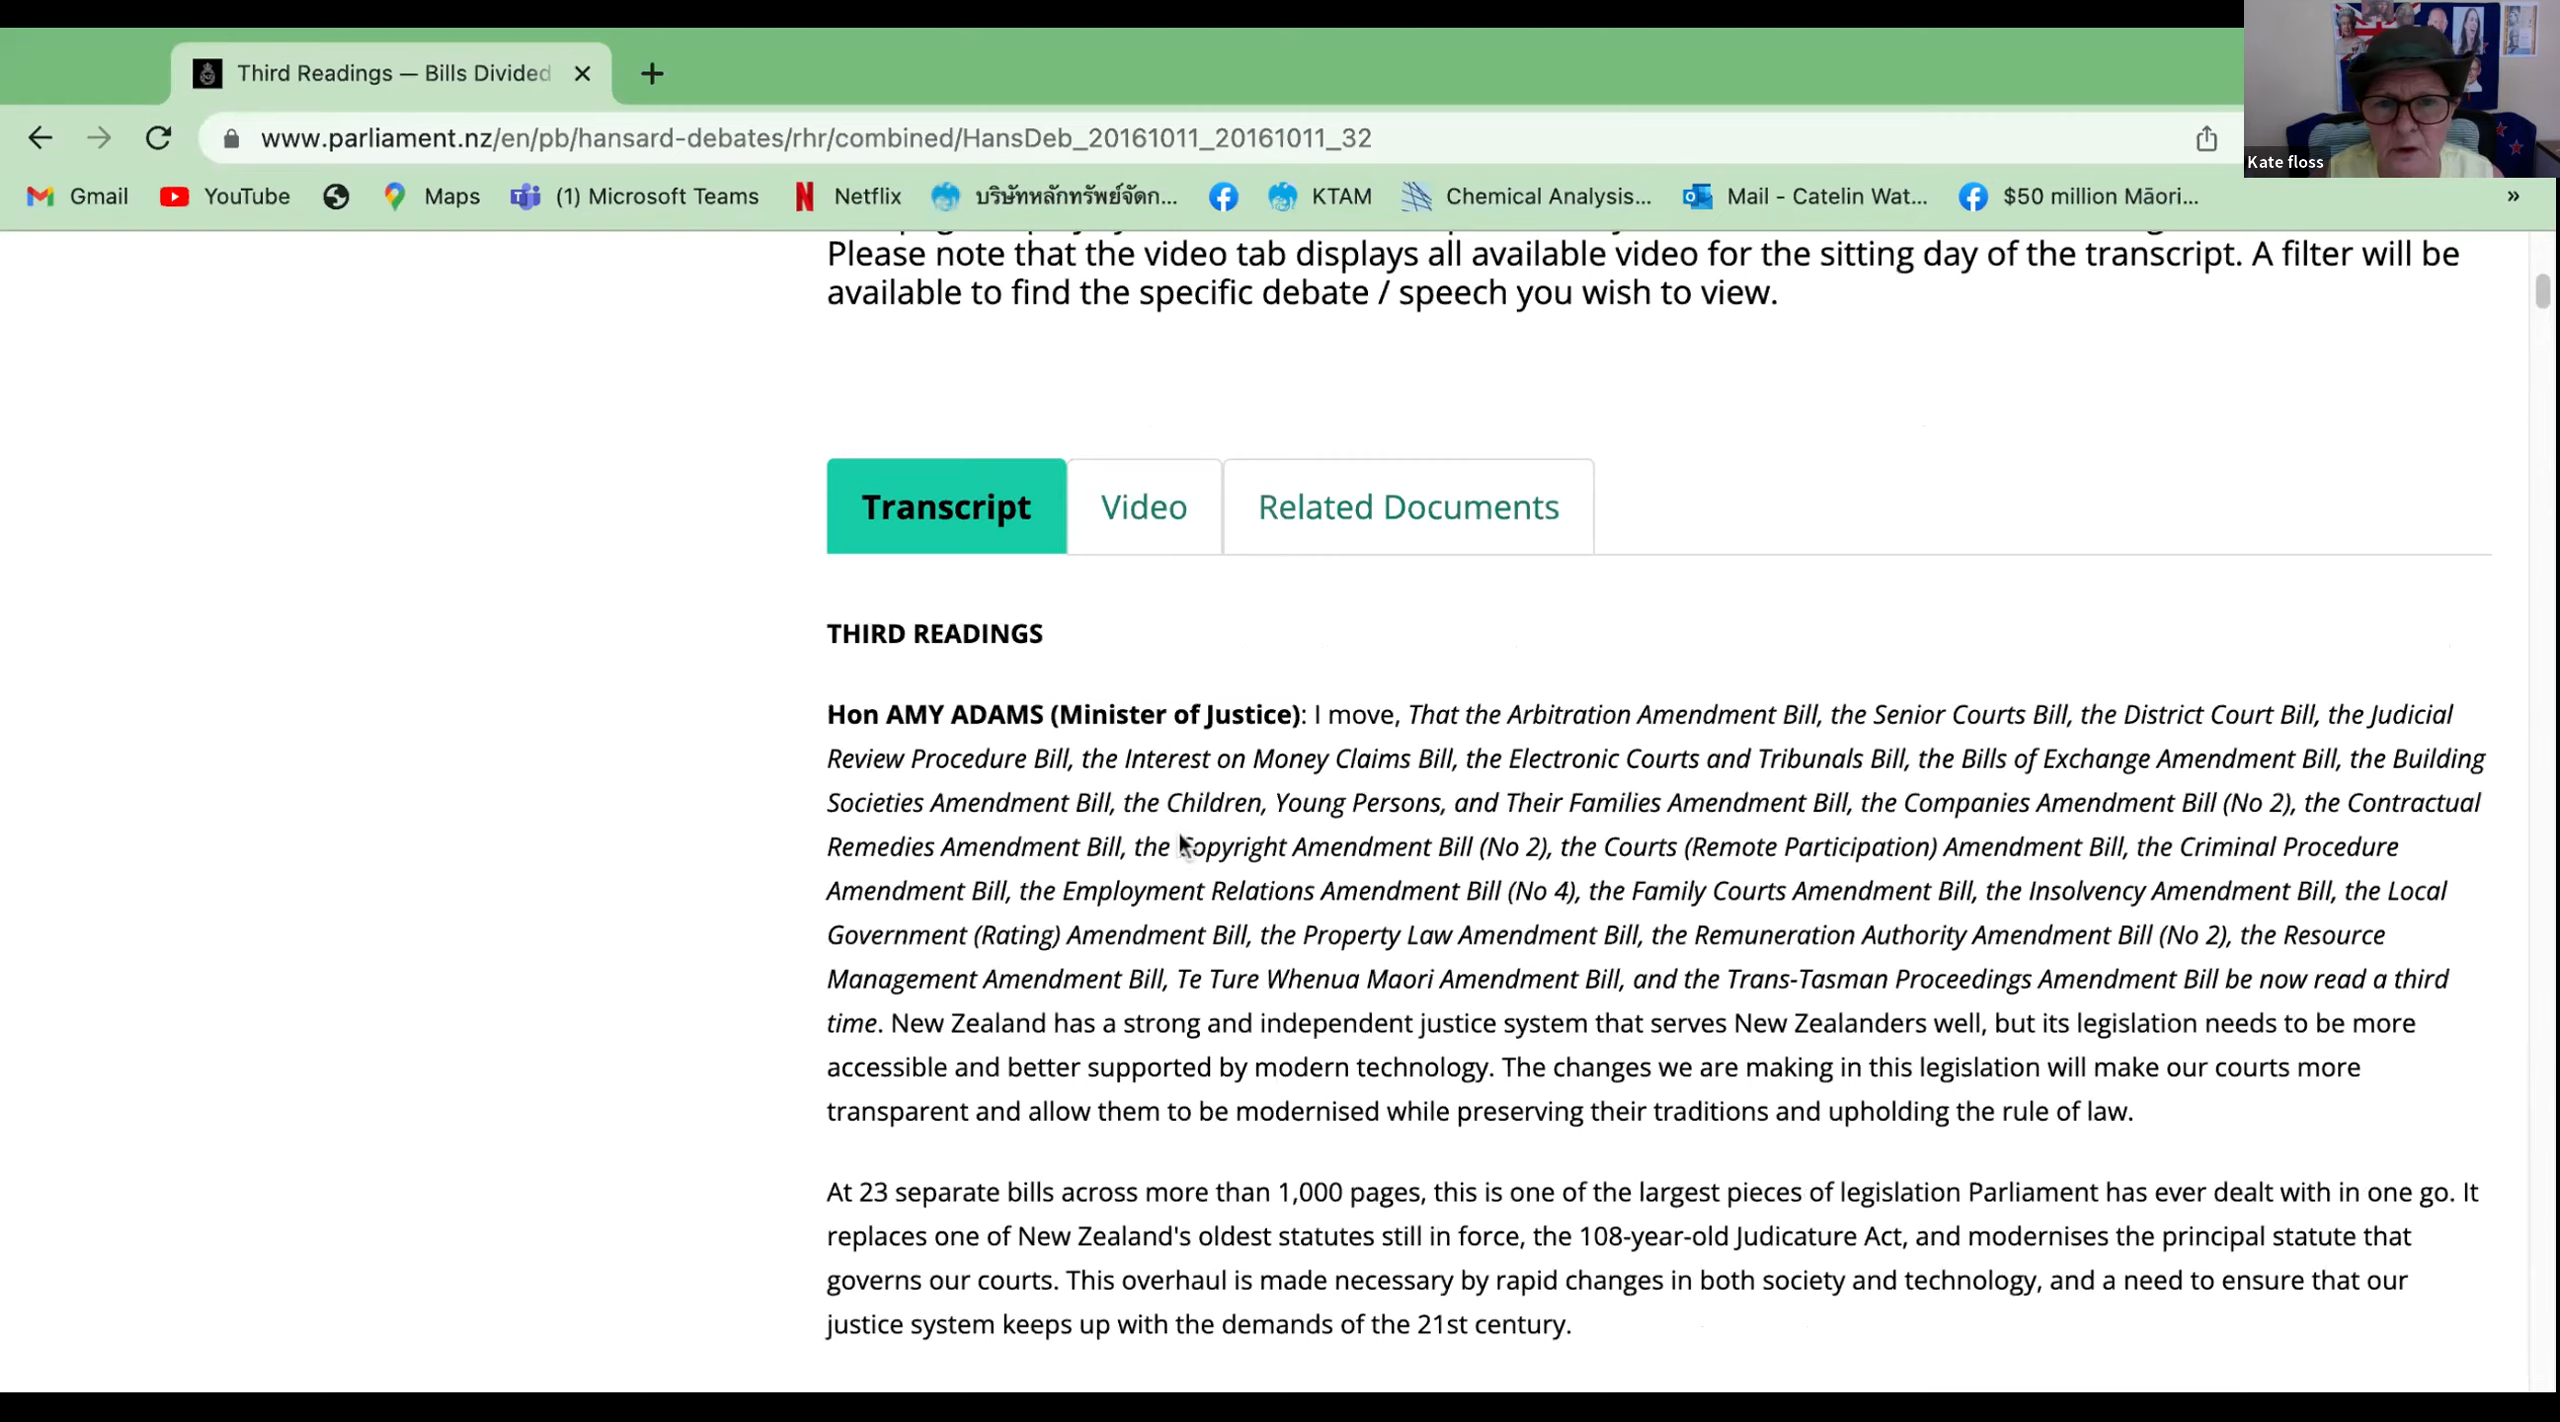 Third Readings — Bills Divided
www.parliament.nz/en/pb/hansard-debates/rhr/combined/HansDeb_20161011_20161011_32
Kate floss
Gmail YouTube Maps (1) Microsoft Teams Netflix บริษัทหลักทรัพย์จัดก... KTAM Chemical Analysis... Mail - Catelin Wat... $50 million Māori... »
Please note that the video tab displays all available video for the sitting day of the transcript. A filter will be
available to find the specific debate / speech you wish to view.
Transcript Video Related Documents
THIRD READINGS
Hon AMY ADAMS (Minister of Justice): I move, That the Arbitration Amendment Bill, the Senior Courts Bill, the District Court Bill, the Judicial
Review Procedure Bill, the Interest on Money Claims Bill, the Electronic Courts and Tribunals Bill, the Bills of Exchange Amendment Bill, the Building
Societies Amendment Bill, the Children, Young Persons, and Their Families Amendment Bill, the Companies Amendment Bill (No 2), the Contractual
Remedies Amendment Bill, the Copyright Amendment Bill (No 2), the Courts (Remote Participation) Amendment Bill, the Criminal Procedure
Amendment Bill, the Employment Relations Amendment Bill (No 4), the Family Courts Amendment Bill, the Insolvency Amendment Bill, the Local
Government (Rating) Amendment Bill, the Property Law Amendment Bill, the Remuneration Authority Amendment Bill (No 2), the Resource
Management Amendment Bill, Te Ture Whenua Maori Amendment Bill, and the Trans-Tasman Proceedings Amendment Bill be now read a third
time. New Zealand has a strong and independent justice system that serves New Zealanders well, but its legislation needs to be more
accessible and better supported by modern technology. The changes we are making in this legislation will make our courts more
transparent and allow them to be modernised while preserving their traditions and upholding the rule of law.
At 23 separate bills across more than 1,000 pages, this is one of the largest pieces of legislation Parliament has ever dealt with in one go. It
replaces one of New Zealand's oldest statutes still in force, the 108-year-old Judicature Act, and modernises the principal statute that
governs our courts. This overhaul is made necessary by rapid changes in both society and technology, and a need to ensure that our
justice system keeps up with the demands of the 21st century.